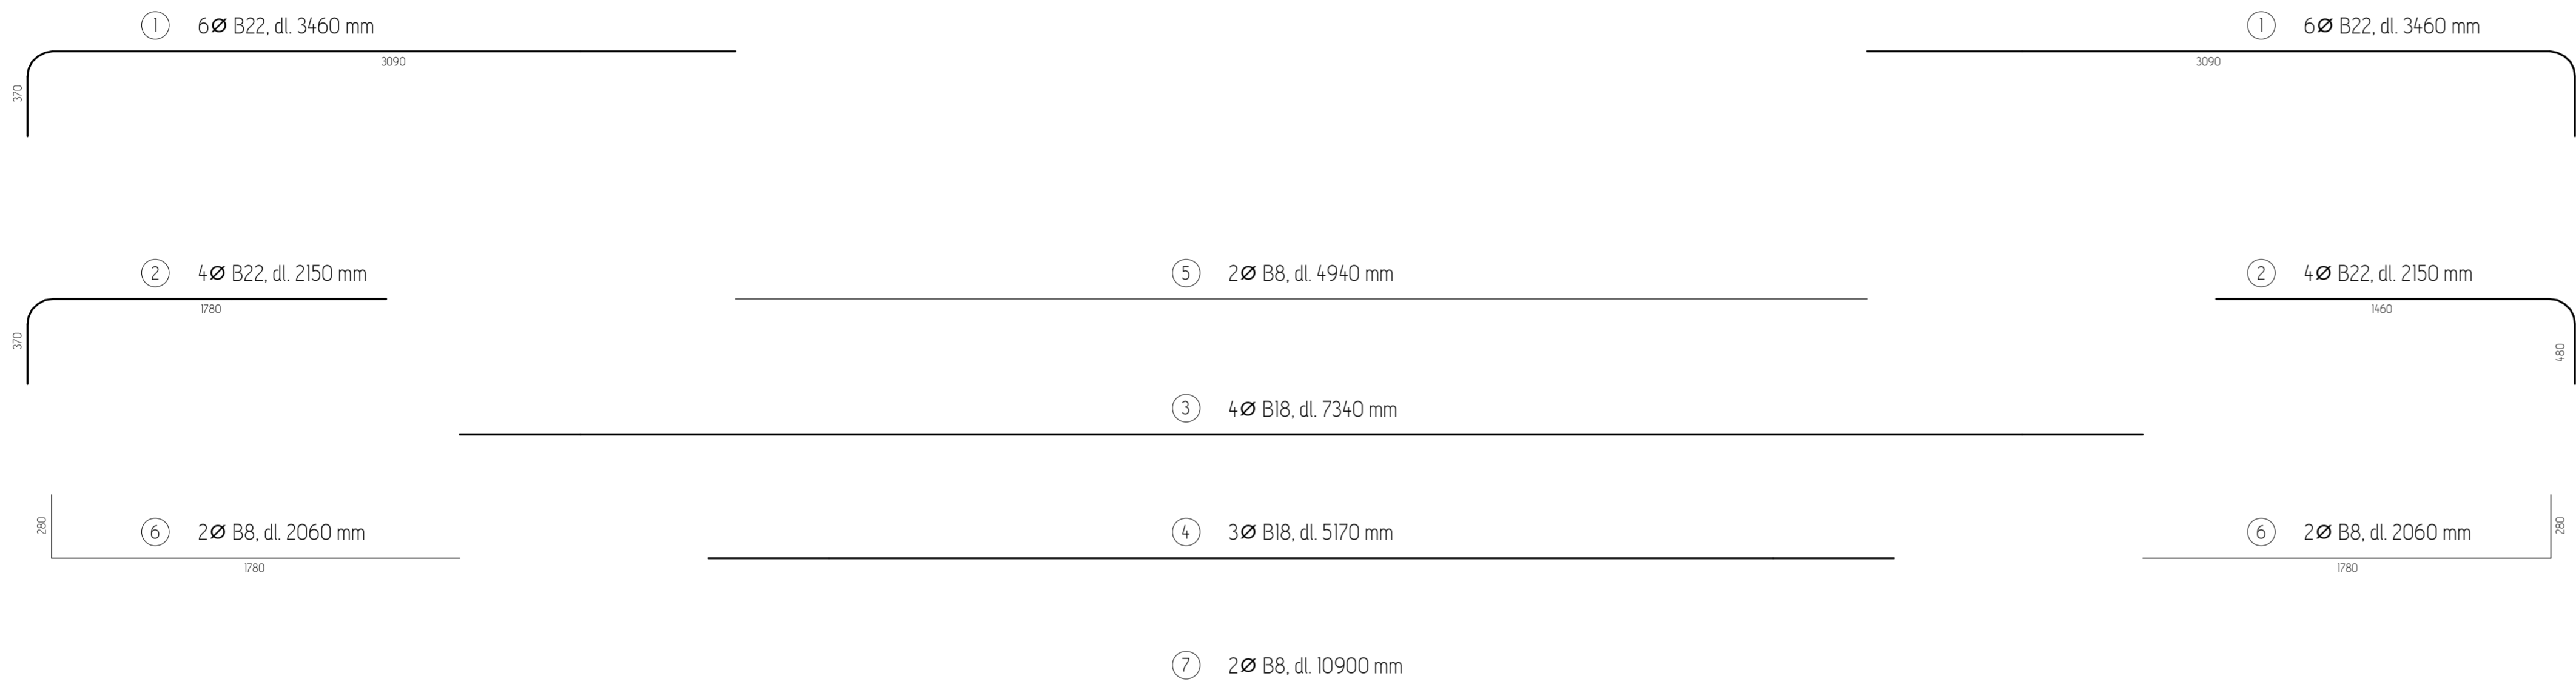 1 6Ø B22, dl. 3460 mm
1 6Ø B22, dl. 3460 mm
3090
3090
370
2 4Ø B22, dl. 2150 mm
5 2Ø B8, dl. 4940 mm
2 4Ø B22, dl. 2150 mm
1780
1460
370
480
3 4Ø B18, dl. 7340 mm
280
6 2Ø B8, dl. 2060 mm
4 3Ø B18, dl. 5170 mm
6 2Ø B8, dl. 2060 mm
280
1780
1780
7 2Ø B8, dl. 10900 mm